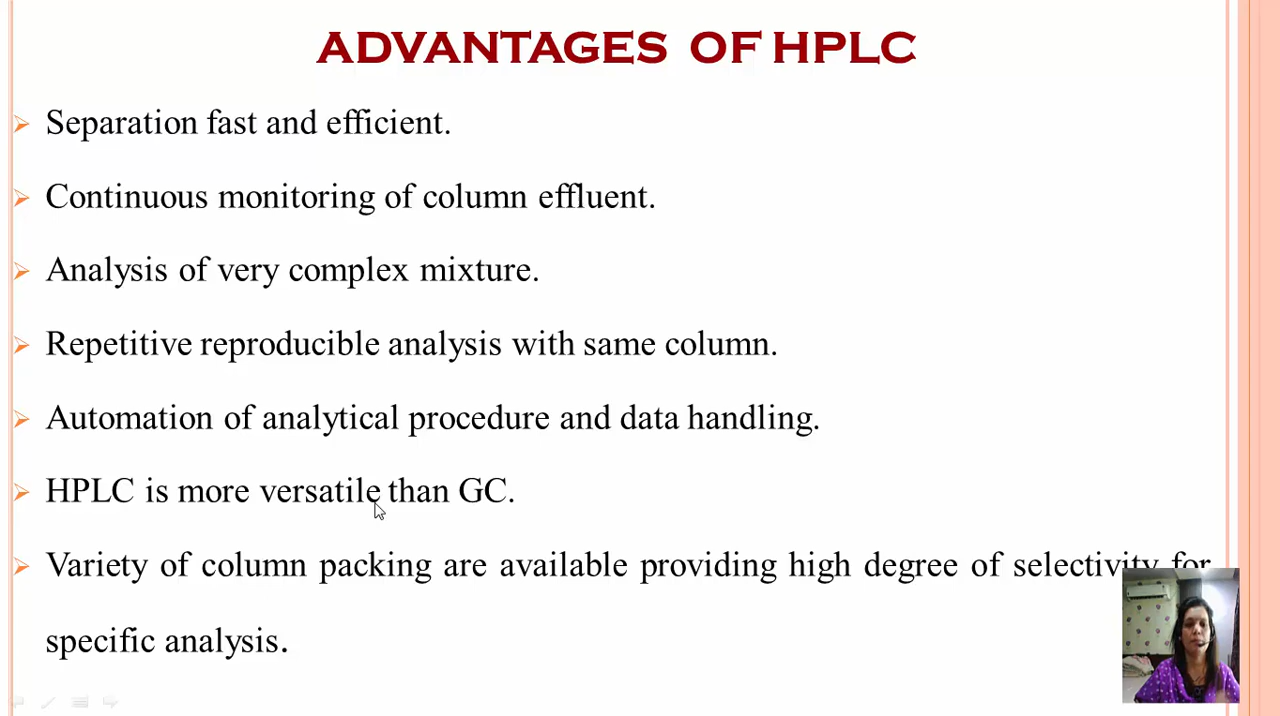 ADVANTAGES OF HPLC
Separation fast and efficient.
Continuous monitoring of column effluent.
Analysis of very complex mixture.
Repetitive reproducible analysis with same column.
Automation of analytical procedure and data handling.
HPLC is more versatile than GC.
Variety of column packing are available providing high degree of selectivity for
specific analysis.